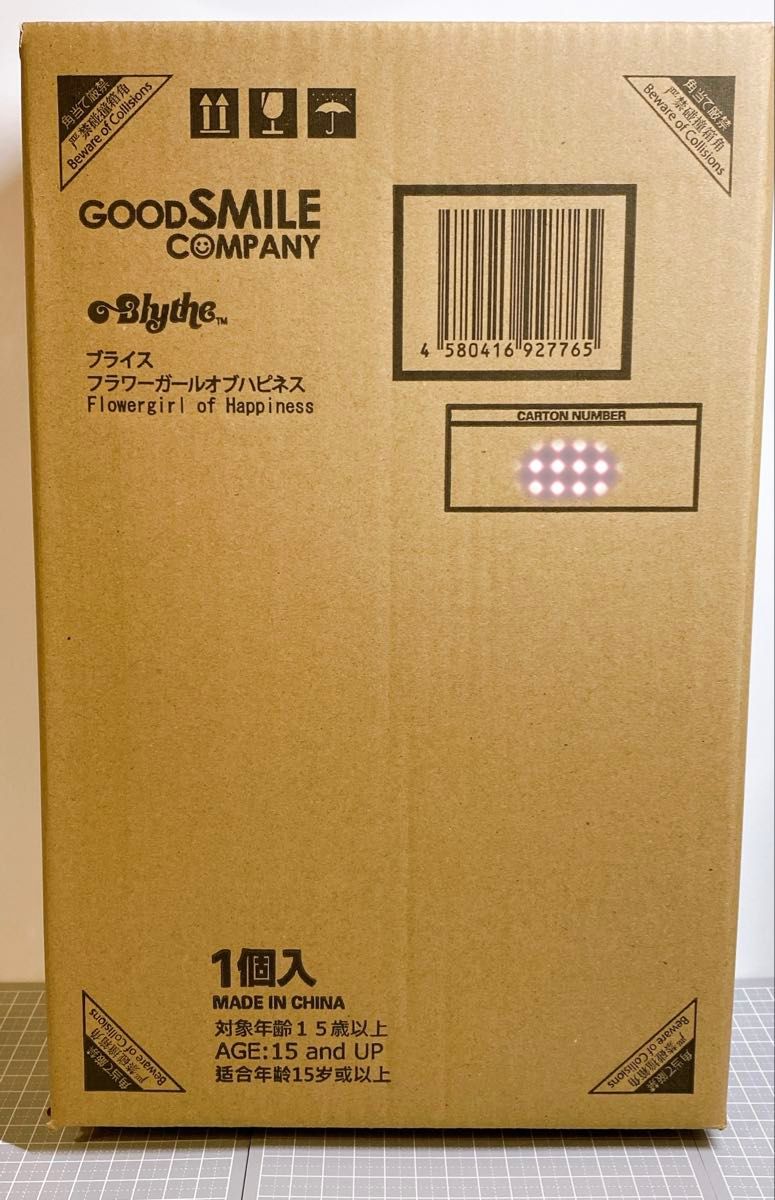 角当て厳禁
严禁碰撞箱角
Beware of Collisions
角当て厳禁
严禁碰撞箱角
Beware of Collisions
GOODSMILE
COMPANY
Blythe™
ブライス
フラワーガールオブハピネス
Flowergirl of Happiness
4 580416 927765
CARTON NUMBER
1個入
MADE IN CHINA
対象年齢15歳以上
AGE:15 and UP
适合年龄15岁或以上
Beware of Collisions
严禁碰撞箱角
角当て厳禁
Beware of Collisions
严禁碰撞箱角
角当て厳禁